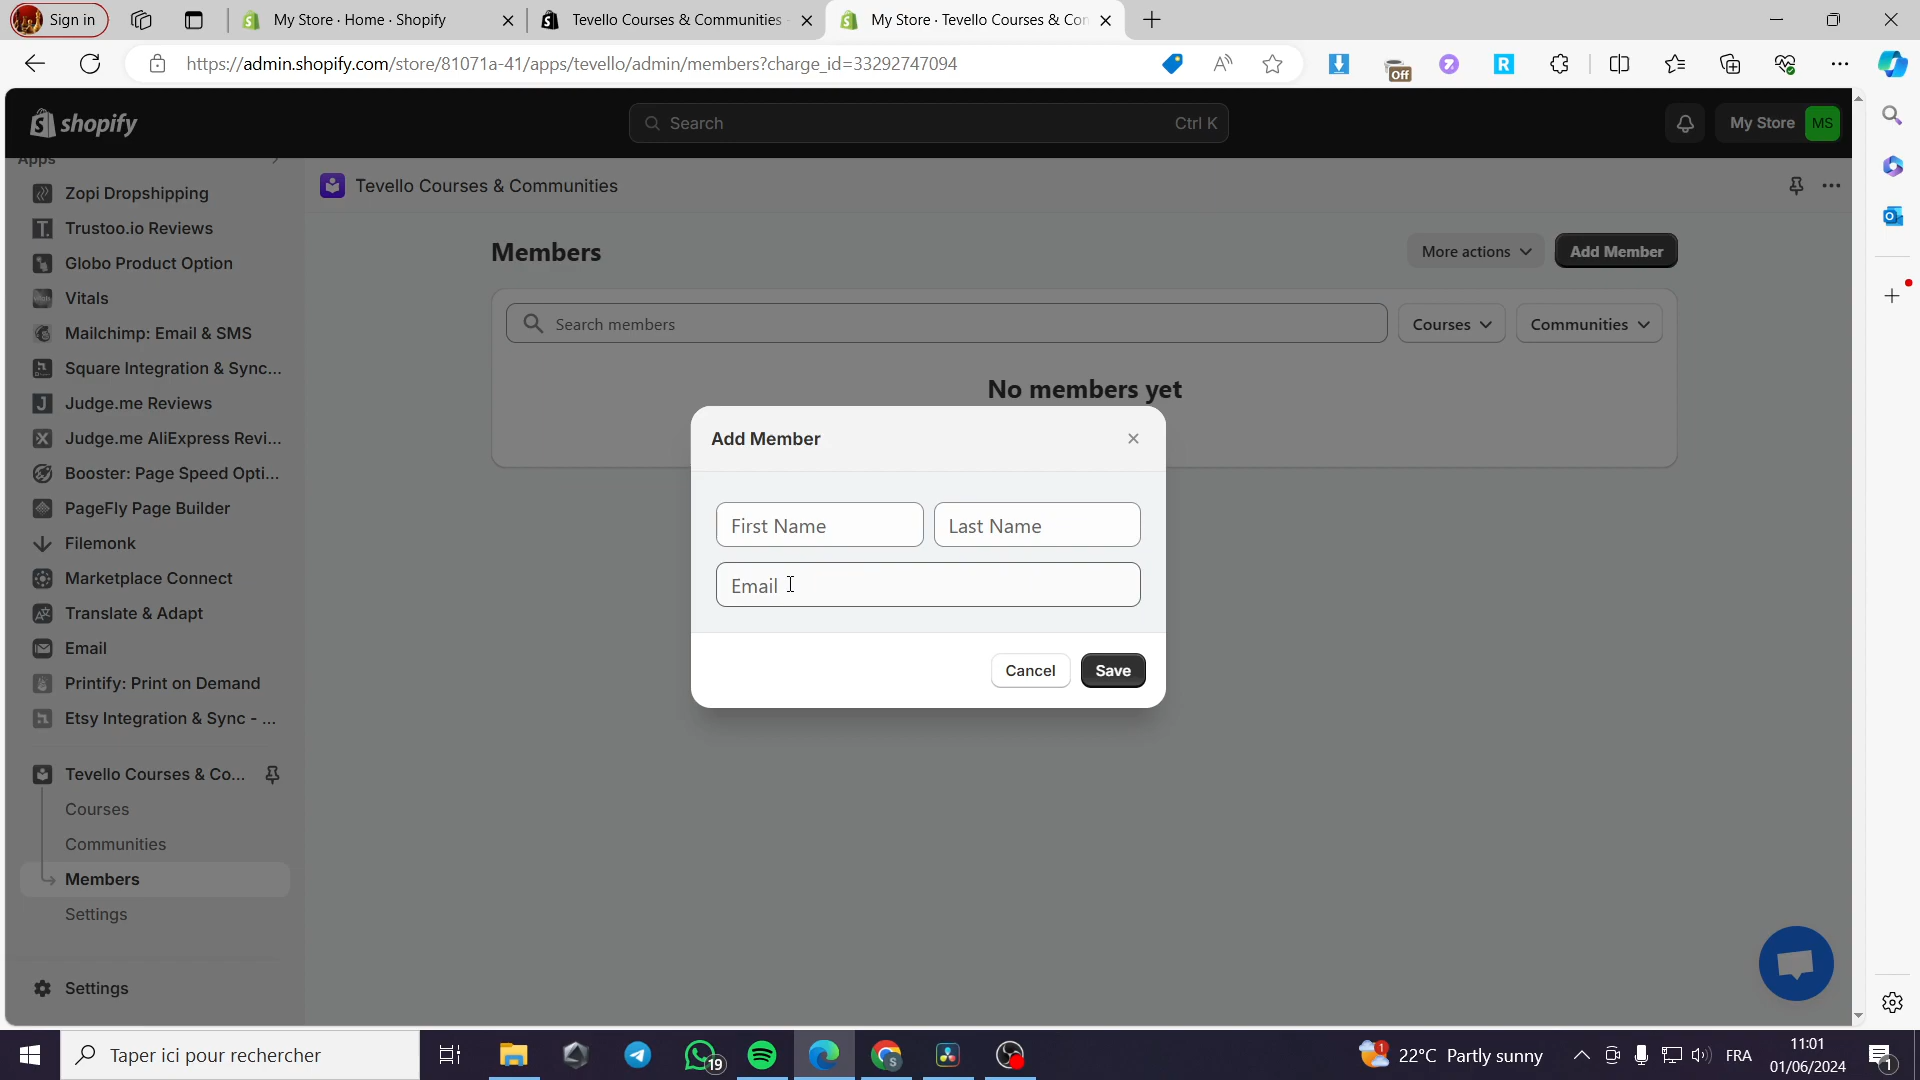 Sign in
My Store · Home · Shopify
Tevello Courses & Communities
My Store · Tevello Courses & Con
https://admin.shopify.com/store/81071a-41/apps/tevello/admin/members?charge_id=33292747094
Off
shopify
Search
Ctrl K
My Store
MS
Apps
Zopi Dropshipping
Trustoo.io Reviews
Globo Product Option
Vitals
Mailchimp: Email & SMS
Square Integration & Sync...
Judge.me Reviews
Judge.me AliExpress Revi...
Booster: Page Speed Opti...
PageFly Page Builder
Filemonk
Marketplace Connect
Translate & Adapt
Email
Printify: Print on Demand
Etsy Integration & Sync - ...
Tevello Courses & Co...
Courses
Communities
Members
Settings
Settings
Tevello Courses & Communities
Members
More actions
Add Member
Search members
Courses
Communities
No members yet
Add Member
First Name
Last Name
Email
Cancel
Save
Taper ici pour rechercher
19
1
22°C Partly sunny
FRA
11:01
01/06/2024
1